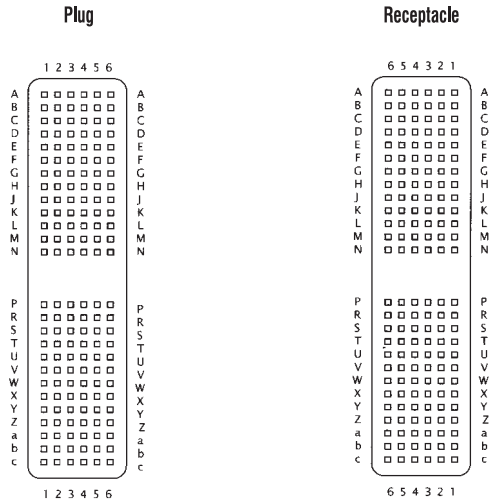 Plug Receptacle
1 2 3 4 5 6 6 5 4 3 2 1
A A A A
B B B B
C C C C
D D D D
E E E E
F F F F
G G G G
H H H H
J J J J
K K K K
L L L L
M M M M
N N N N
P P P P
R R R R
S S S S
T T T T
U U U U
V V V V
W W W W
X X X X
Y Y Y Y
Z Z Z Z
a a a a
b b b b
c c c c
1 2 3 4 5 6 6 5 4 3 2 1